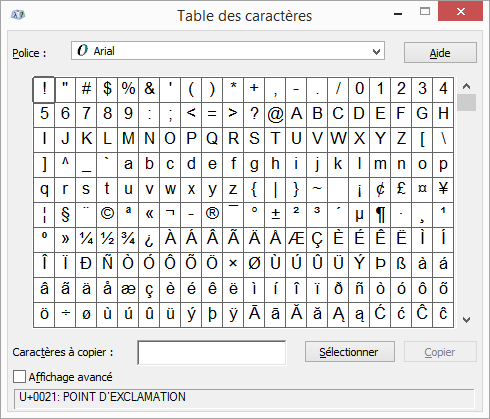 Table des caractères
Police : O Arial Aide
! " # $ % & ' ( ) * + , - . / 0 1 2 3 4
5 6 7 8 9 : ; < = > ? @ A B C D E F G H
I J K L M N O P Q R S T U V W X Y Z [ \
] ^ _ ` a b c d e f g h i j k l m n o p
q r s t u v w x y z { | } ~ ¡ ¢ £ ¤ ¥
¦ § ¨ © ª « ¬ - ® ¯ ° ± ² ³ ´ µ ¶ · ¸ ¹
º » ¼ ½ ¾ ¿ À Á Â Ã Ä Å Æ Ç È É Ê Ë Ì Í
Î Ï Ð Ñ Ò Ó Ô Õ Ö × Ø Ù Ú Û Ü Ý Þ ß à á
â ã ä å æ ç è é ê ë ì í î ï ð ñ ò ó ô õ
ö ÷ ø ù ú û ü ý þ ÿ Ā ā Ă ă Ą ą Ć ć Ĉ ĉ
Caractères à copier : Sélectionner Copier
Affichage avancé
U+0021: POINT D'EXCLAMATION